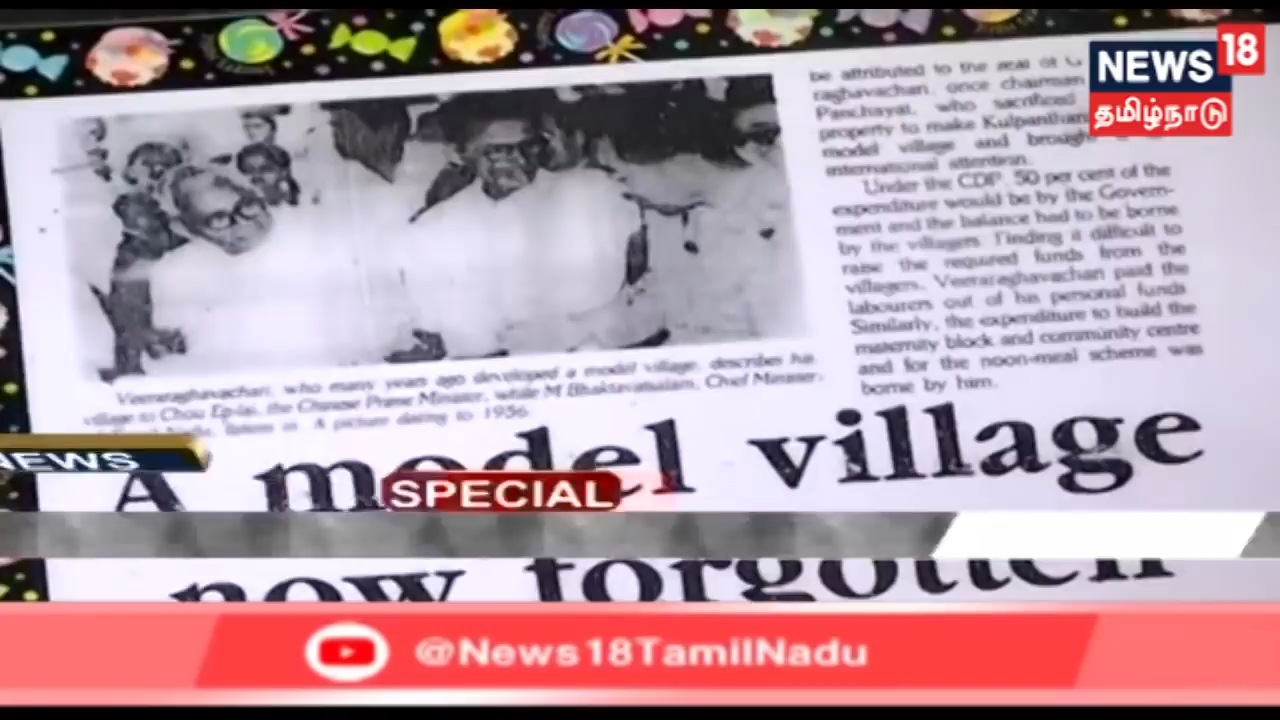 NEWS
18
தமிழ்நாடு
be attributed to the zeal of
raghavachari, once chairman
Panchayat, who sacrificed
property to make Kulpanthan
model village and brought
international attention.
Under the CDP, 50 per cent of the
expenditure would be by the Govern-
ment and the balance had to be borne
by the villagers. Finding it difficult to
raise the required funds from the
villagers, Veeraraghavachari paid the
labourers out of his personal funds
Similarly, the expenditure to build the
maternity block and community centre
and for the noon-meal scheme was
borne by him.
Veeraraghavachari, who many years ago developed a model village, describes his
village to Chou En-lai, the Chinese Prime Minister, while M Bhaktavatsalam, Chief Minister,
listens in. A picture dating to 1956.
A model village
now forgotten
NEWS
SPECIAL
@News18TamilNadu